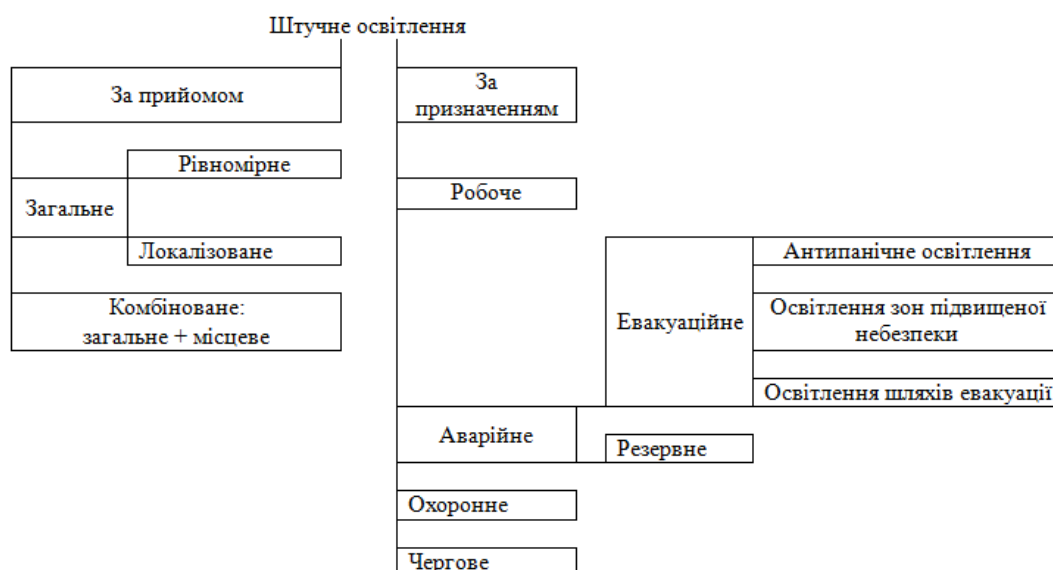 Штучне освітлення
За прийомом
За
призначенням
Рівномірне
Загальне
Робоче
Локалізоване
Комбіноване:
загальне + місцеве
Евакуаційне
Антипанічне освітлення
Освітлення зон підвищеної
небезпеки
Освітлення шляхів евакуації
Аварійне
Резервне
Охоронне
Чергове